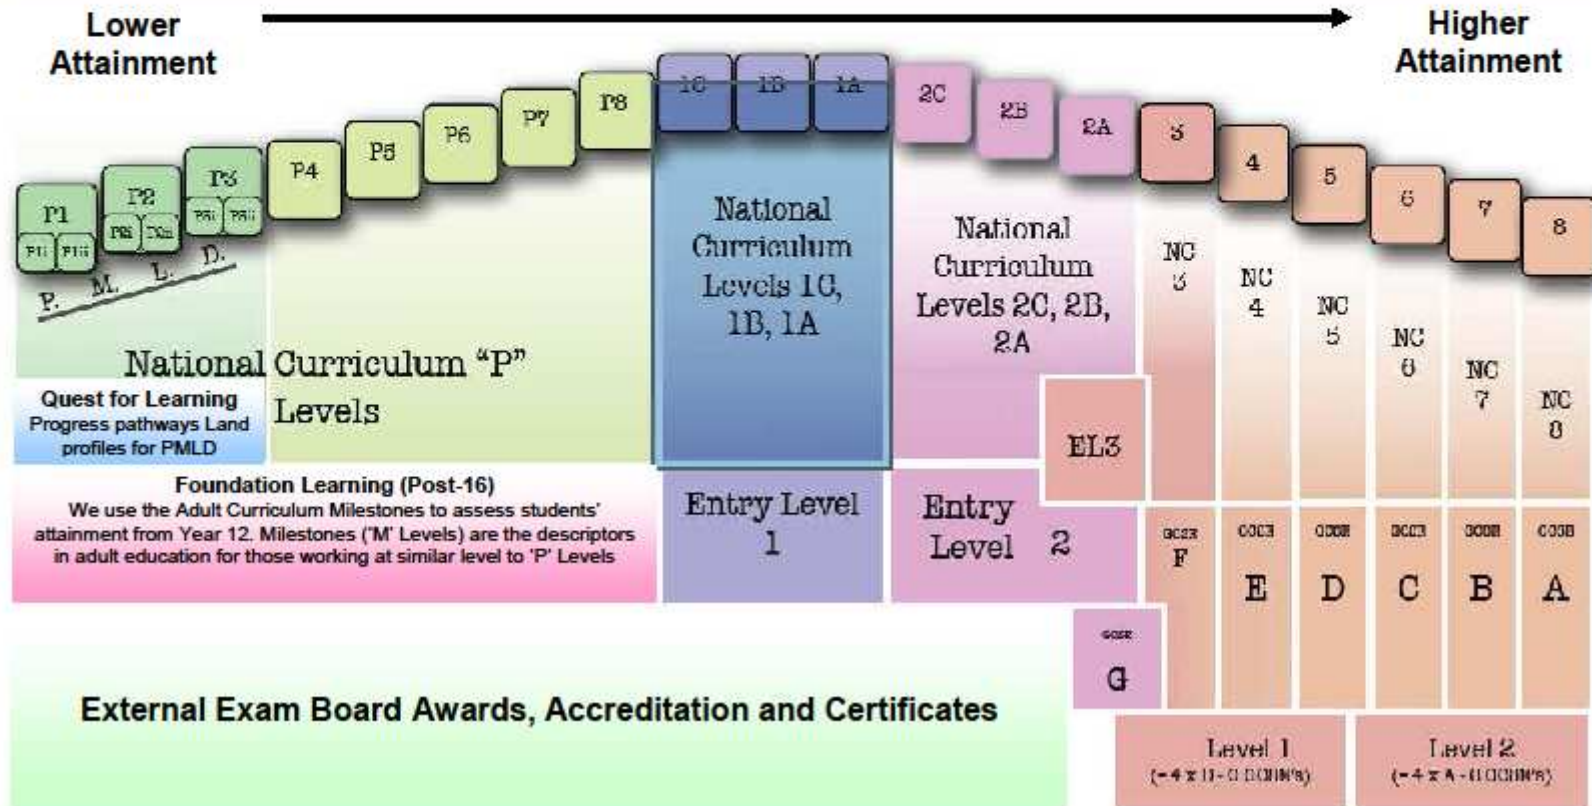 Lower
Attainment
Higher
Attainment
P1
P2
P3
P4
P5
P6
P7
P8
1C
1B
1A
2C
2B
2A
3
4
5
6
7
8
P. M. L. D.
National Curriculum “P”
Levels
National
Curriculum
Levels 1C,
1B, 1A
National
Curriculum
Levels 2C, 2B,
2A
NC
3
NC
4
NC
5
NC
6
NC
7
NC
8
Quest for Learning
Progress pathways Land
profiles for PMLD
Foundation Learning (Post-16)
We use the Adult Curriculum Milestones to assess students'
attainment from Year 12. Milestones ('M' Levels) are the descriptors
in adult education for those working at similar level to 'P' Levels
Entry Level
1
Entry
Level 2
EL3
F
E
D
C
B
A
G
External Exam Board Awards, Accreditation and Certificates
Level 1
Level 2